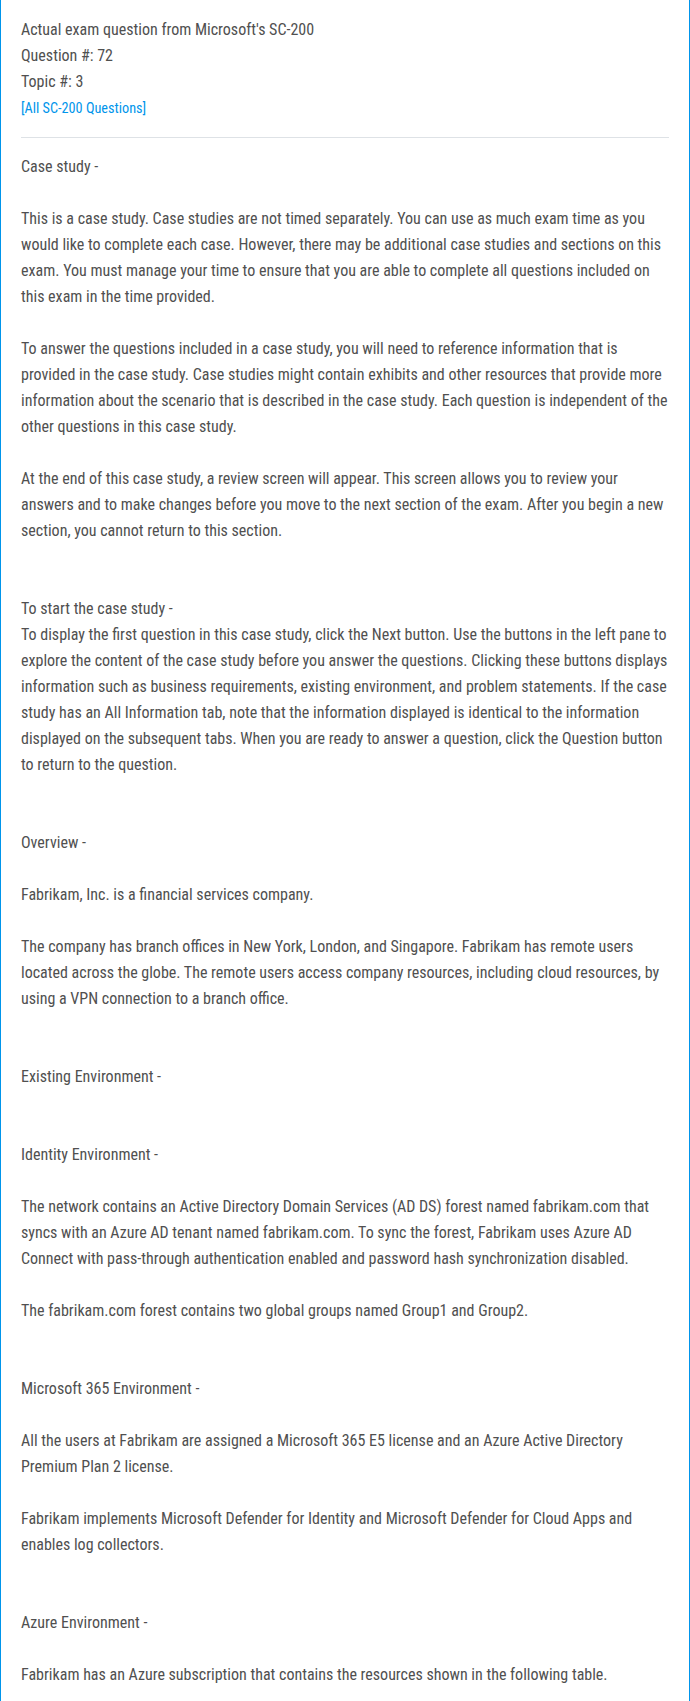 Actual exam question from Microsoft's SC-200
Question #: 72
Topic #: 3
[All SC-200 Questions]
Case study -
This is a case study. Case studies are not timed separately. You can use as much exam time as you
would like to complete each case. However, there may be additional case studies and sections on this
exam. You must manage your time to ensure that you are able to complete all questions included on
this exam in the time provided.
To answer the questions included in a case study, you will need to reference information that is
provided in the case study. Case studies might contain exhibits and other resources that provide more
information about the scenario that is described in the case study. Each question is independent of the
other questions in this case study.
At the end of this case study, a review screen will appear. This screen allows you to review your
answers and to make changes before you move to the next section of the exam. After you begin a new
section, you cannot return to this section.
To start the case study -
To display the first question in this case study, click the Next button. Use the buttons in the left pane to
explore the content of the case study before you answer the questions. Clicking these buttons displays
information such as business requirements, existing environment, and problem statements. If the case
study has an All Information tab, note that the information displayed is identical to the information
displayed on the subsequent tabs. When you are ready to answer a question, click the Question button
to return to the question.
Overview -
Fabrikam, Inc. is a financial services company.
The company has branch offices in New York, London, and Singapore. Fabrikam has remote users
located across the globe. The remote users access company resources, including cloud resources, by
using a VPN connection to a branch office.
Existing Environment -
Identity Environment -
The network contains an Active Directory Domain Services (AD DS) forest named fabrikam.com that
syncs with an Azure AD tenant named fabrikam.com. To sync the forest, Fabrikam uses Azure AD
Connect with pass-through authentication enabled and password hash synchronization disabled.
The fabrikam.com forest contains two global groups named Group1 and Group2.
Microsoft 365 Environment -
All the users at Fabrikam are assigned a Microsoft 365 E5 license and an Azure Active Directory
Premium Plan 2 license.
Fabrikam implements Microsoft Defender for Identity and Microsoft Defender for Cloud Apps and
enables log collectors.
Azure Environment -
Fabrikam has an Azure subscription that contains the resources shown in the following table.